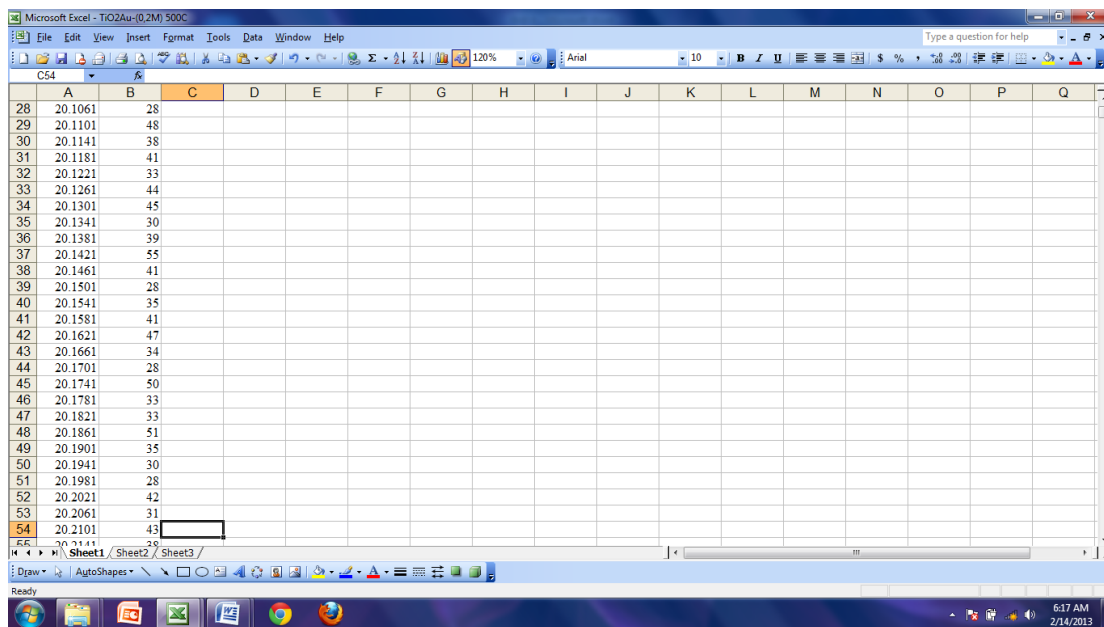 Microsoft Excel - TiO2Au-(0,2M) 500C
File Edit View Insert Format Tools Data Window Help Type a question for help
120% Arial 10 B I U $ % ,
C54 fx
A B C D E F G H I J K L M N O P Q
28 20.1061 28
29 20.1101 48
30 20.1141 38
31 20.1181 41
32 20.1221 33
33 20.1261 44
34 20.1301 45
35 20.1341 30
36 20.1381 39
37 20.1421 55
38 20.1461 41
39 20.1501 28
40 20.1541 35
41 20.1581 41
42 20.1621 47
43 20.1661 34
44 20.1701 28
45 20.1741 50
46 20.1781 33
47 20.1821 33
48 20.1861 51
49 20.1901 35
50 20.1941 30
51 20.1981 28
52 20.2021 42
53 20.2061 31
54 20.2101 43
55 20.2141 38
Sheet1 / Sheet2 / Sheet3 /
Draw AutoShapes
Ready
6:17 AM
2/14/2013